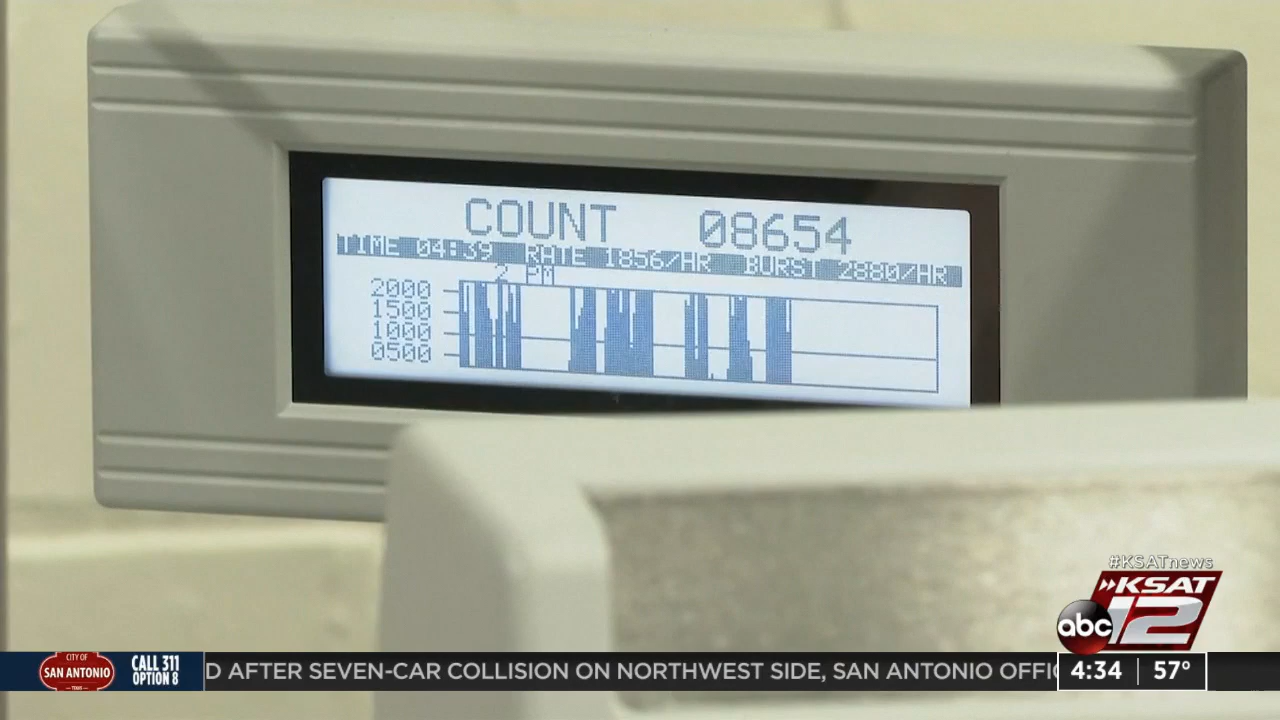 COUNT 08654
TIME 04:39 RATE 1856/HR BURST 2880/HR
2 PM
2000
1500
1000
0500
#KSATnews
KSAT
abc 12
CITY OF
SAN ANTONIO
TEXAS
CALL 311
OPTION 8
D AFTER SEVEN-CAR COLLISION ON NORTHWEST SIDE, SAN ANTONIO OFFIC
4:34 57°